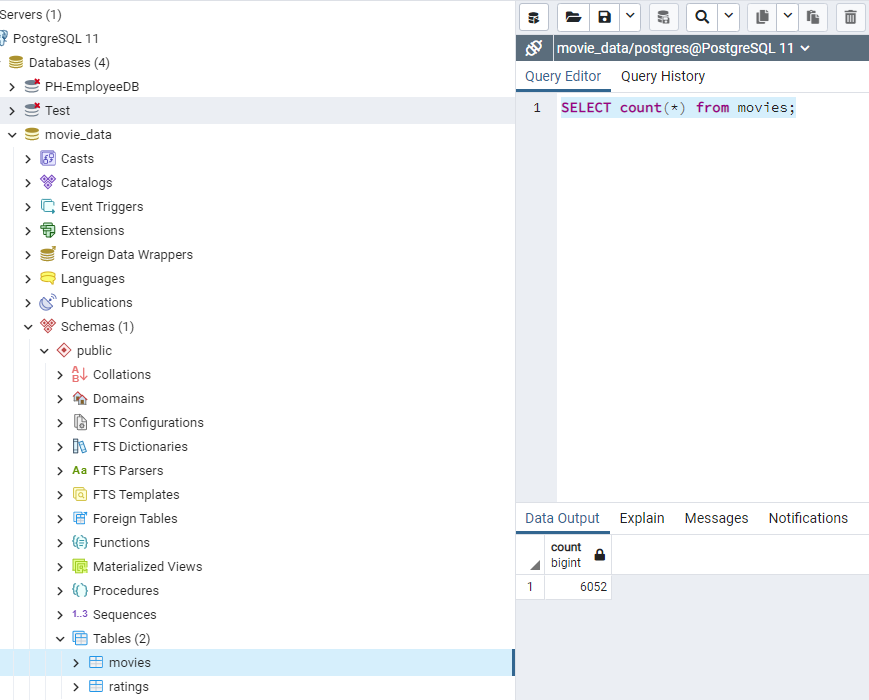 Servers (1)
PostgreSQL 11
Databases (4)
PH-EmployeeDB
Test
movie_data
Casts
Catalogs
Event Triggers
Extensions
Foreign Data Wrappers
Languages
Publications
Schemas (1)
public
Collations
Domains
FTS Configurations
FTS Dictionaries
Aa FTS Parsers
FTS Templates
Foreign Tables
Functions
Materialized Views
Procedures
1..3 Sequences
Tables (2)
movies
ratings
movie_data/postgres@PostgreSQL 11
Query Editor Query History
1 SELECT count(*) from movies;
Data Output Explain Messages Notifications
count
bigint
1 6052